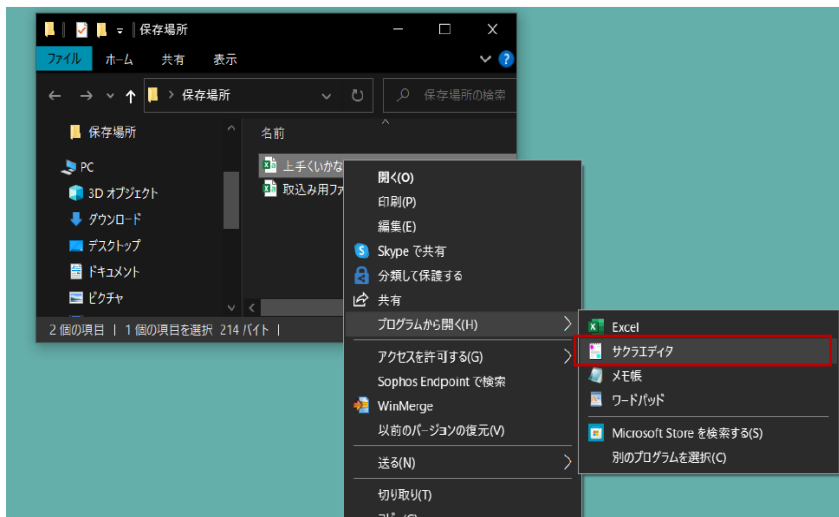 保存場所
ファイル ホーム 共有 表示
保存場所 保存場所の検索
保存場所
PC
3D オブジェクト
ダウンロード
デスクトップ
ドキュメント
ピクチャ
名前
上手くいかな
取込み用ファ
2 個の項目 1 個の項目を選択 214 バイト
開く(O)
印刷(P)
編集(E)
Skype で共有
分類して保護する
共有
プログラムから開く(H)
アクセスを許可する(G)
Sophos Endpoint で検索
WinMerge
以前のバージョンの復元(V)
送る(N)
切り取り(T)
Excel
サクラエディタ
メモ帳
ワードパッド
Microsoft Store を検索する(S)
別のプログラムを選択(C)